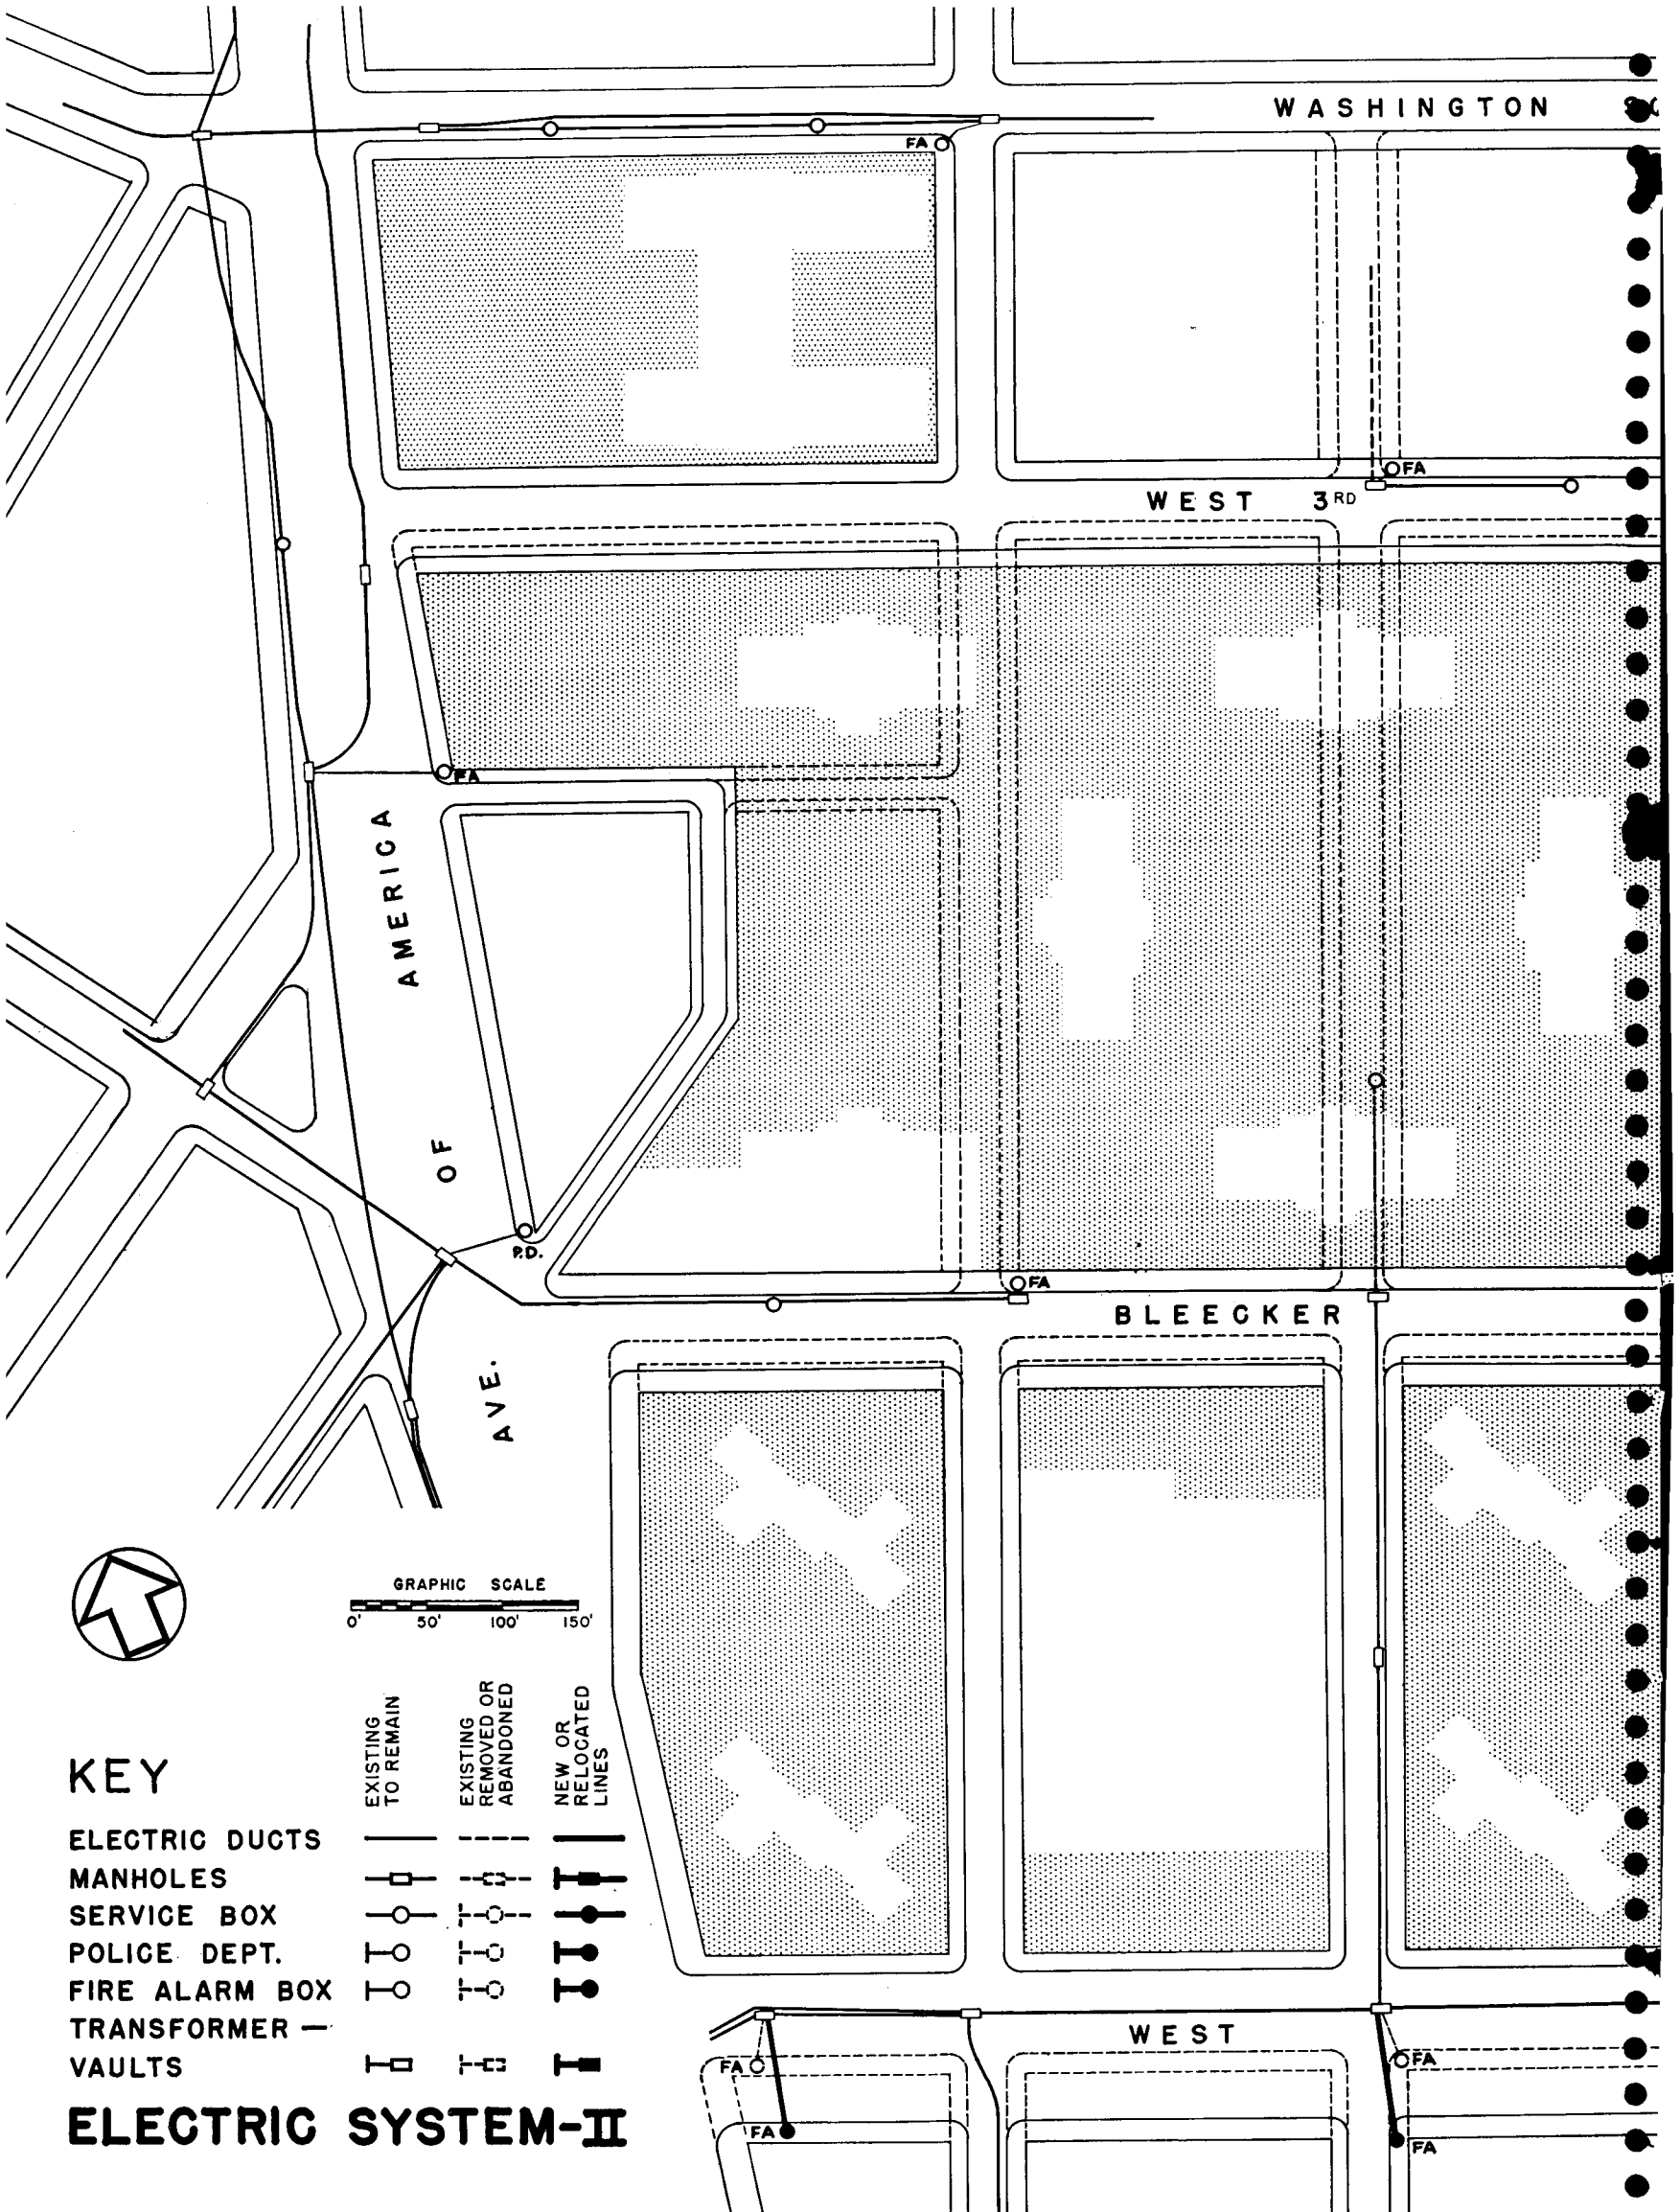 WASHINGTON
FA
FA
WEST 3RD
FA
AMERICA
OF
P.D.
FA
BLEECKER
AVE.
GRAPHIC SCALE
0' 50' 100' 150'
KEY
EXISTING TO REMAIN
EXISTING REMOVED OR ABANDONED
NEW OR RELOCATED LINES
ELECTRIC DUCTS
MANHOLES
SERVICE BOX
POLICE DEPT.
FIRE ALARM BOX
TRANSFORMER —
VAULTS
WEST
FA
FA
FA
FA
ELECTRIC SYSTEM-II